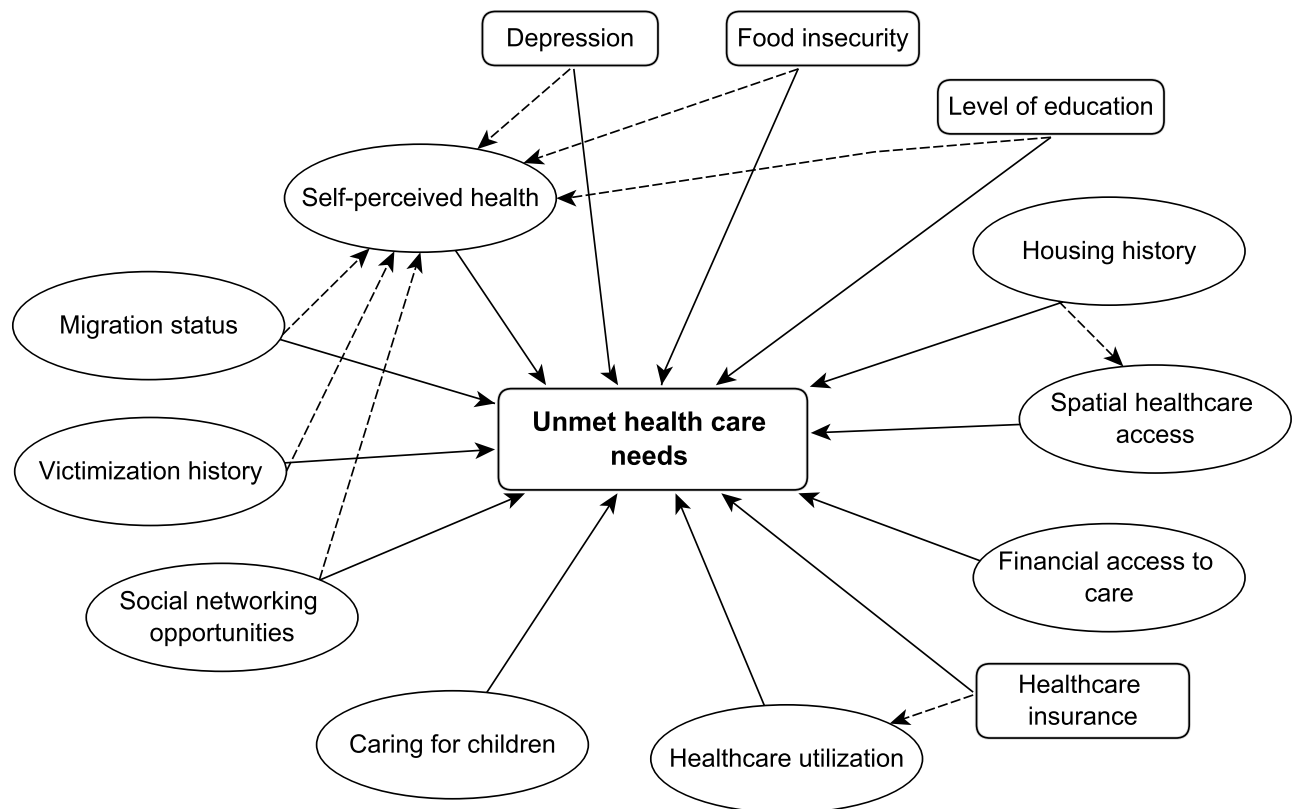 Depression
Food insecurity
Level of education
Self-perceived health
Housing history
Migration status
Spatial healthcare
access
Unmet health care
needs
Victimization history
Financial access to
care
Social networking
opportunities
Healthcare
insurance
Caring for children
Healthcare utilization